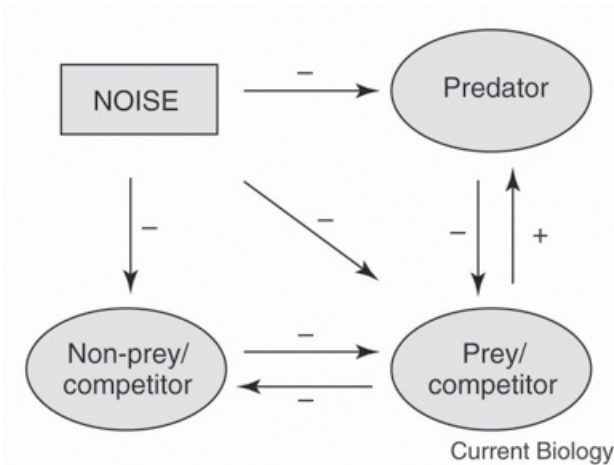 NOISE
–
Predator
–
–
–
+
Non-prey/
competitor
–
–
Prey/
competitor
Current Biology